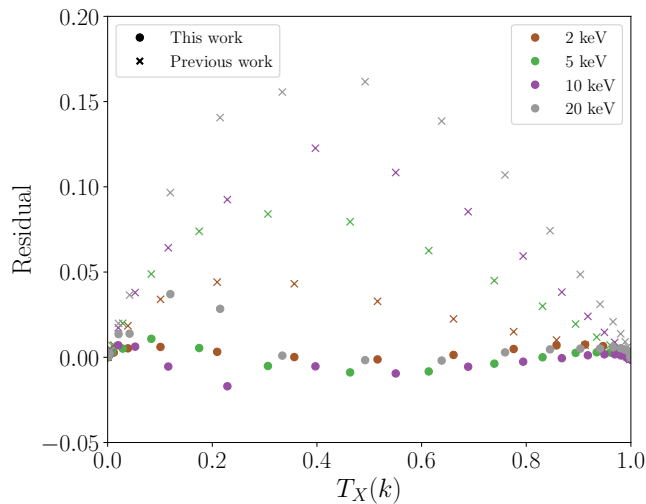 0.20
0.15
0.10
0.05
0.00
−0.05
Residual
This work
Previous work
2 keV
5 keV
10 keV
20 keV
0.0 0.2 0.4 0.6 0.8 1.0
T_X(k)